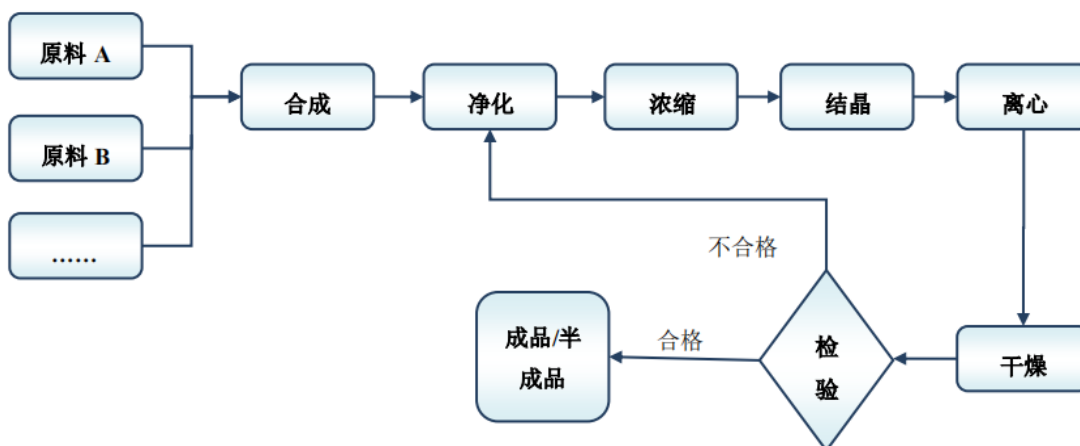 原料 A
原料 B
……
合成
净化
浓缩
结晶
离心
干燥
检
验
不合格
合格
成品/半
成品